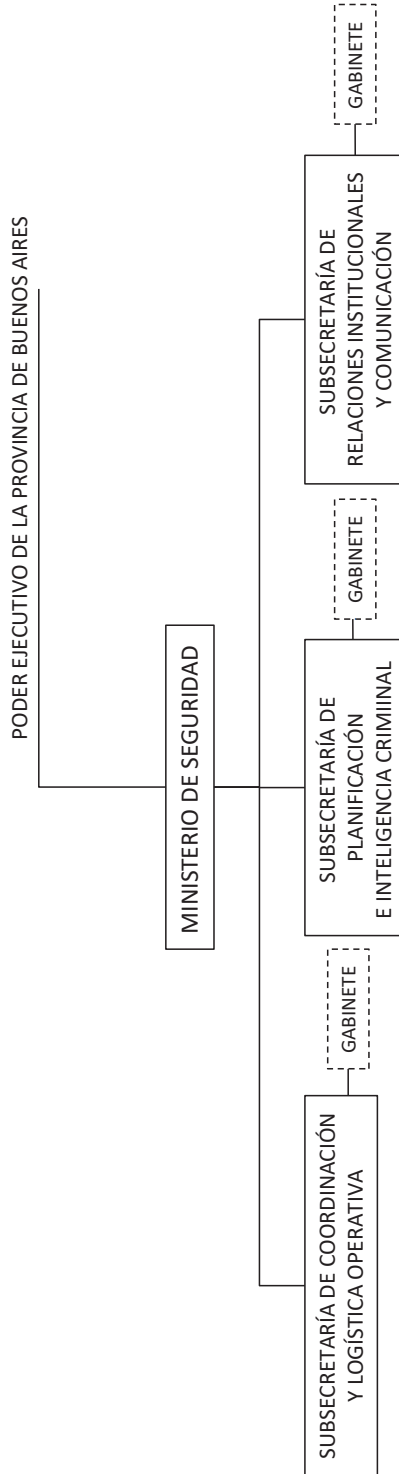 PODER EJECUTIVO DE LA PROVINCIA DE BUENOS AIRES
MINISTERIO DE SEGURIDAD
SUBSECRETARÍA DE COORDINACIÓN
Y LOGÍSTICA OPERATIVA
GABINETE
SUBSECRETARÍA DE
PLANIFICACIÓN
E INTELIGENCIA CRIMIINAL
GABINETE
SUBSECRETARÍA DE
RELACIONES INSTITUCIONALES
Y COMUNICACIÓN
GABINETE